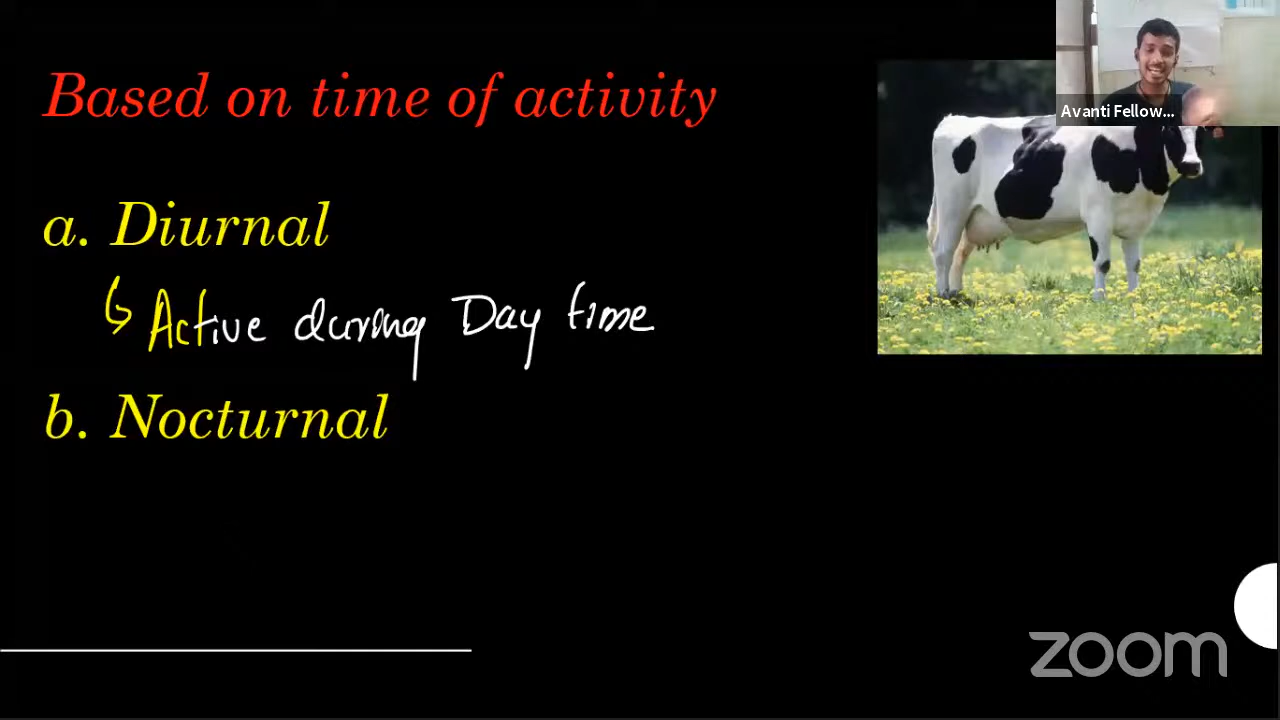 Based on time of activity
Avanti Fellow...
a. Diurnal
Active during Day time
b. Nocturnal
zoom